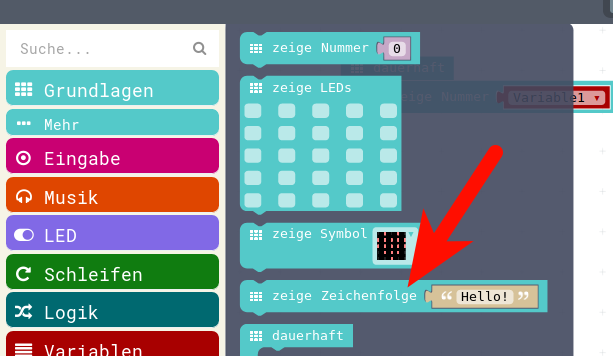 Suche...
Grundlagen
Mehr
Eingabe
Musik
LED
Schleifen
Logik
Variablen
zeige Nummer 0
zeige LEDs
zeige Symbol
zeige Zeichenfolge “ Hello! ”
dauerhaft
dauerhaft
zeige Nummer Variable1